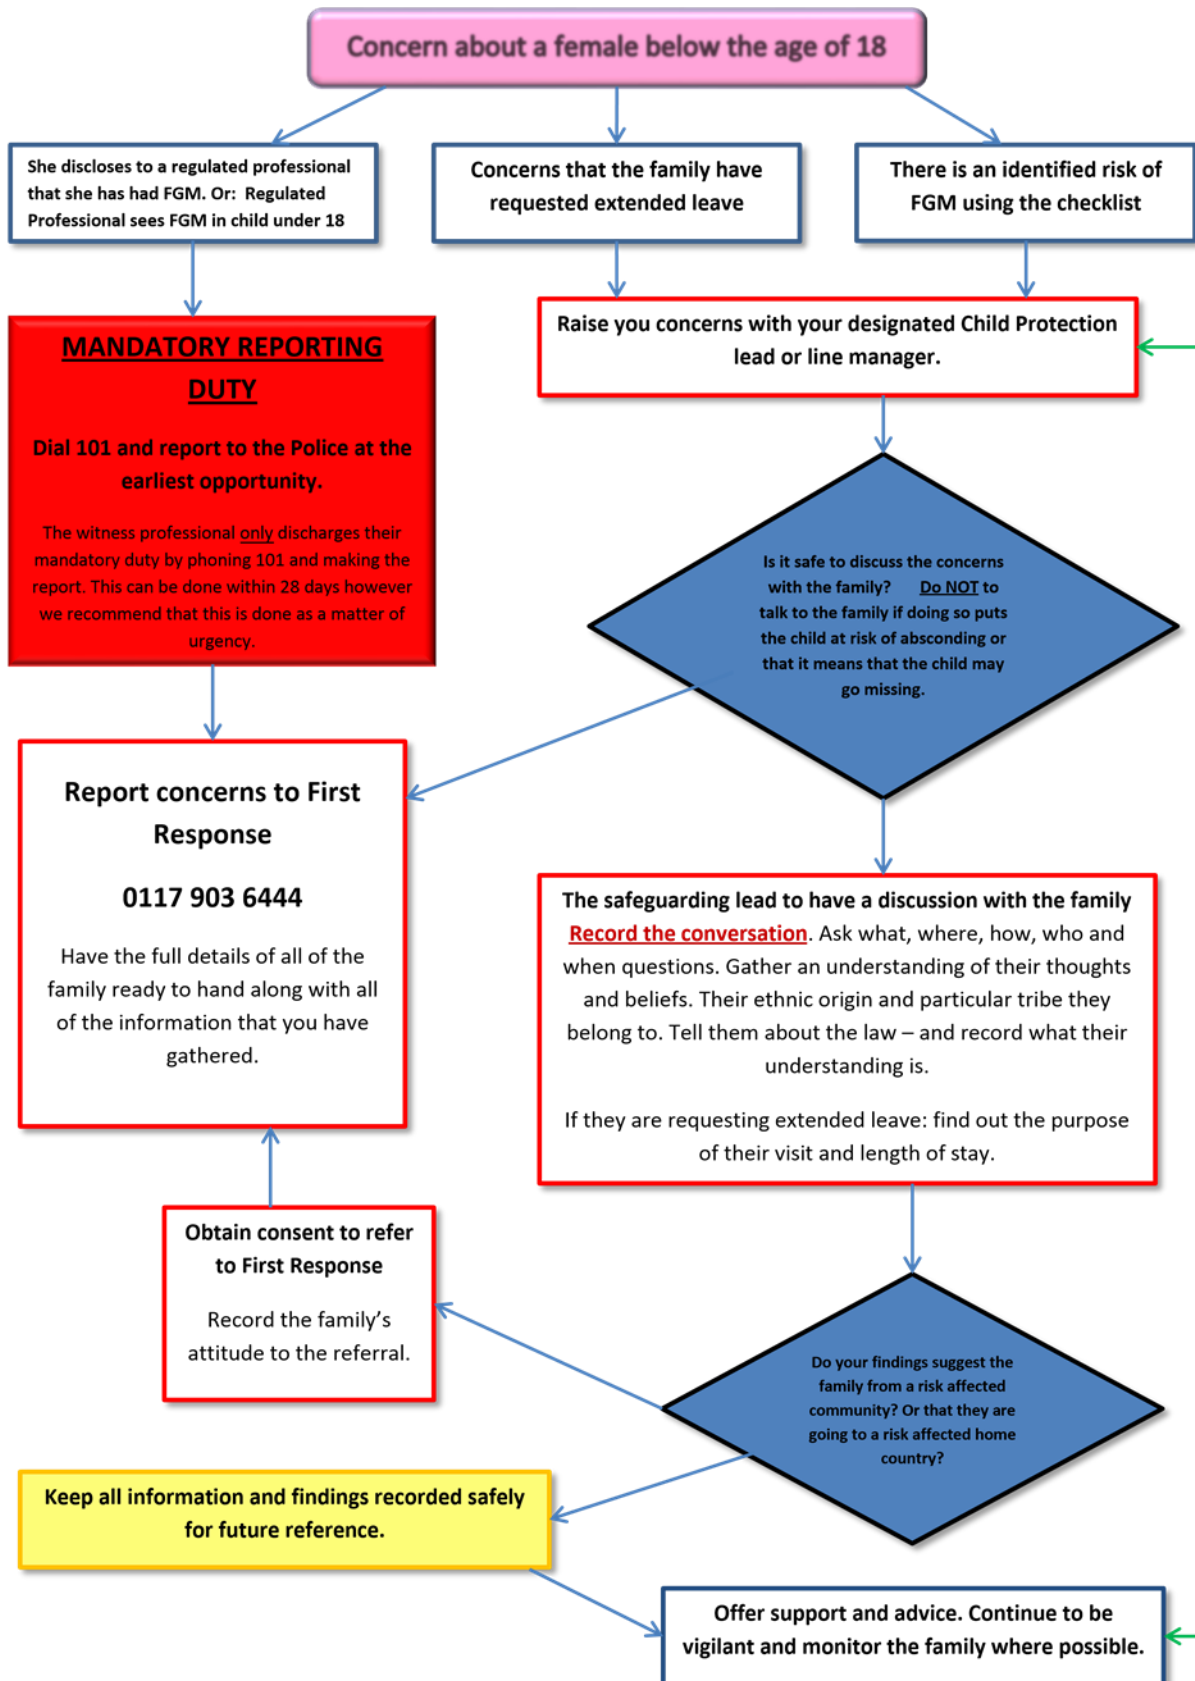 Concern about a female below the age of 18
She discloses to a regulated professional
that she has had FGM. Or:  Regulated
Professional sees FGM in child under 18
Concerns that the family have
requested extended leave
There is an identified risk of
FGM using the checklist
MANDATORY REPORTING
DUTY
Dial 101 and report to the Police at the
earliest opportunity.
The witness professional only discharges their
mandatory duty by phoning 101 and making the
report. This can be done within 28 days however
we recommend that this is done as a matter of
urgency.
Raise you concerns with your designated Child Protection
lead or line manager.
Is it safe to discuss the concerns
with the family? Do NOT to
talk to the family if doing so puts
the child at risk of absconding or
that it means that the child may
go missing.
Report concerns to First
Response
0117 903 6444
Have the full details of all of the
family ready to hand along with all
of the information that you have
gathered.
The safeguarding lead to have a discussion with the family
Record the conversation. Ask what, where, how, who and
when questions. Gather an understanding of their thoughts
and beliefs. Their ethnic origin and particular tribe they
belong to. Tell them about the law – and record what their
understanding is.
If they are requesting extended leave: find out the purpose
of their visit and length of stay.
Obtain consent to refer
to First Response
Record the family's
attitude to the referral.
Do your findings suggest the
family from a risk affected
community? Or that they are
going to a risk affected home
country?
Keep all information and findings recorded safely
for future reference.
Offer support and advice. Continue to be
vigilant and monitor the family where possible.